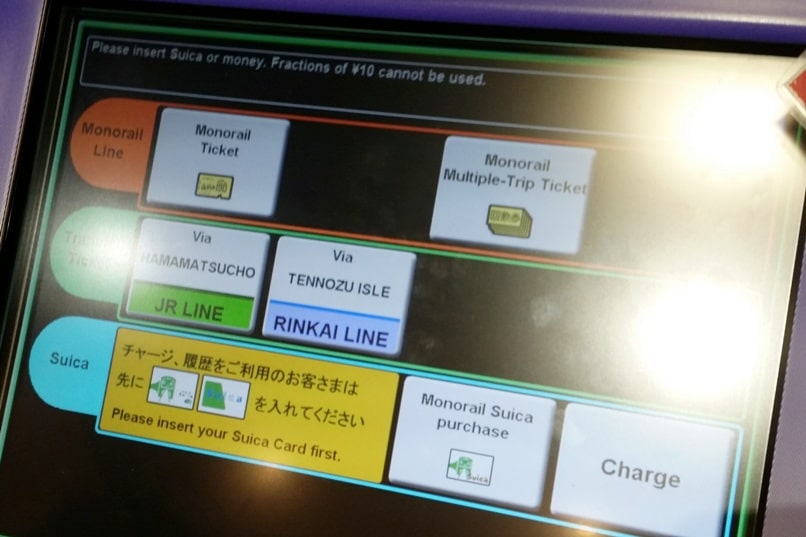 Please insert Suica or money. Fractions of ¥10 cannot be used.
Monorail
Line
Monorail
Ticket
Monorail
Multiple-Trip Ticket
Via
HAMAMATSUCHO
JR LINE
Via
TENNOZU ISLE
RINKAI LINE
Suica
チャージ、履歴をご利用のお客さまは
先に を入れてください
Please insert your Suica Card first.
Monorail Suica
purchase
Suica
Charge